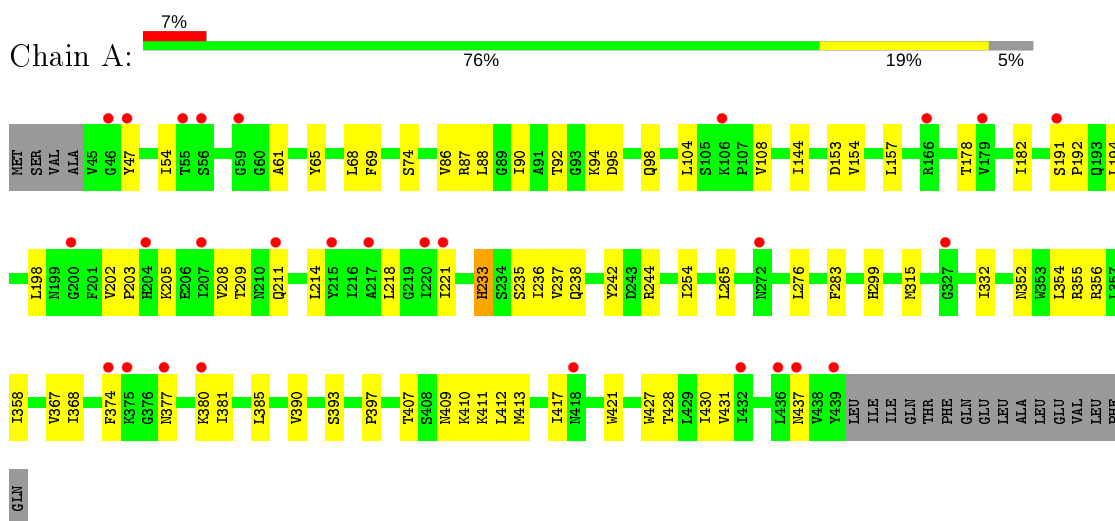 7%
Chain A:
76% 19% 5%
MET SER VAL ALA V45 G46 Y47 I54 T55 S56 G59 G60 A61 Y65 L68 F69 S74 V86 R87 L88 G89 I90 A91 T92 G93 K94 D95 Q98 L104 S105 K106 P107 V108 I144 D153 V154 L157 R166 T178 V179 I182 S191 P192 Q193 L194
L198 N199 G200 F201 V202 P203 H204 K205 E206 I207 V208 T209 N210 Q211 L214 Y215 I216 A217 L218 G219 I220 I221 H233 S234 S235 I236 V237 Q238 Y242 D243 R244 I254 L265 N272 L276 F283 H299 M315 G327 I332 N352 W353 L354 R355 R356 L357
I358 V367 I368 F374 K375 G376 N377 K380 I381 L385 V390 S393 P397 T407 S408 N409 K410 K411 L412 M413 I417 N418 W421 W427 T428 L429 I430 V431 I432 L436 N437 V438 Y439 LEU ILE ILE GLN THR PHE GLN GLU LEU ALA LEU GLU VAL LEU PHE
GLN